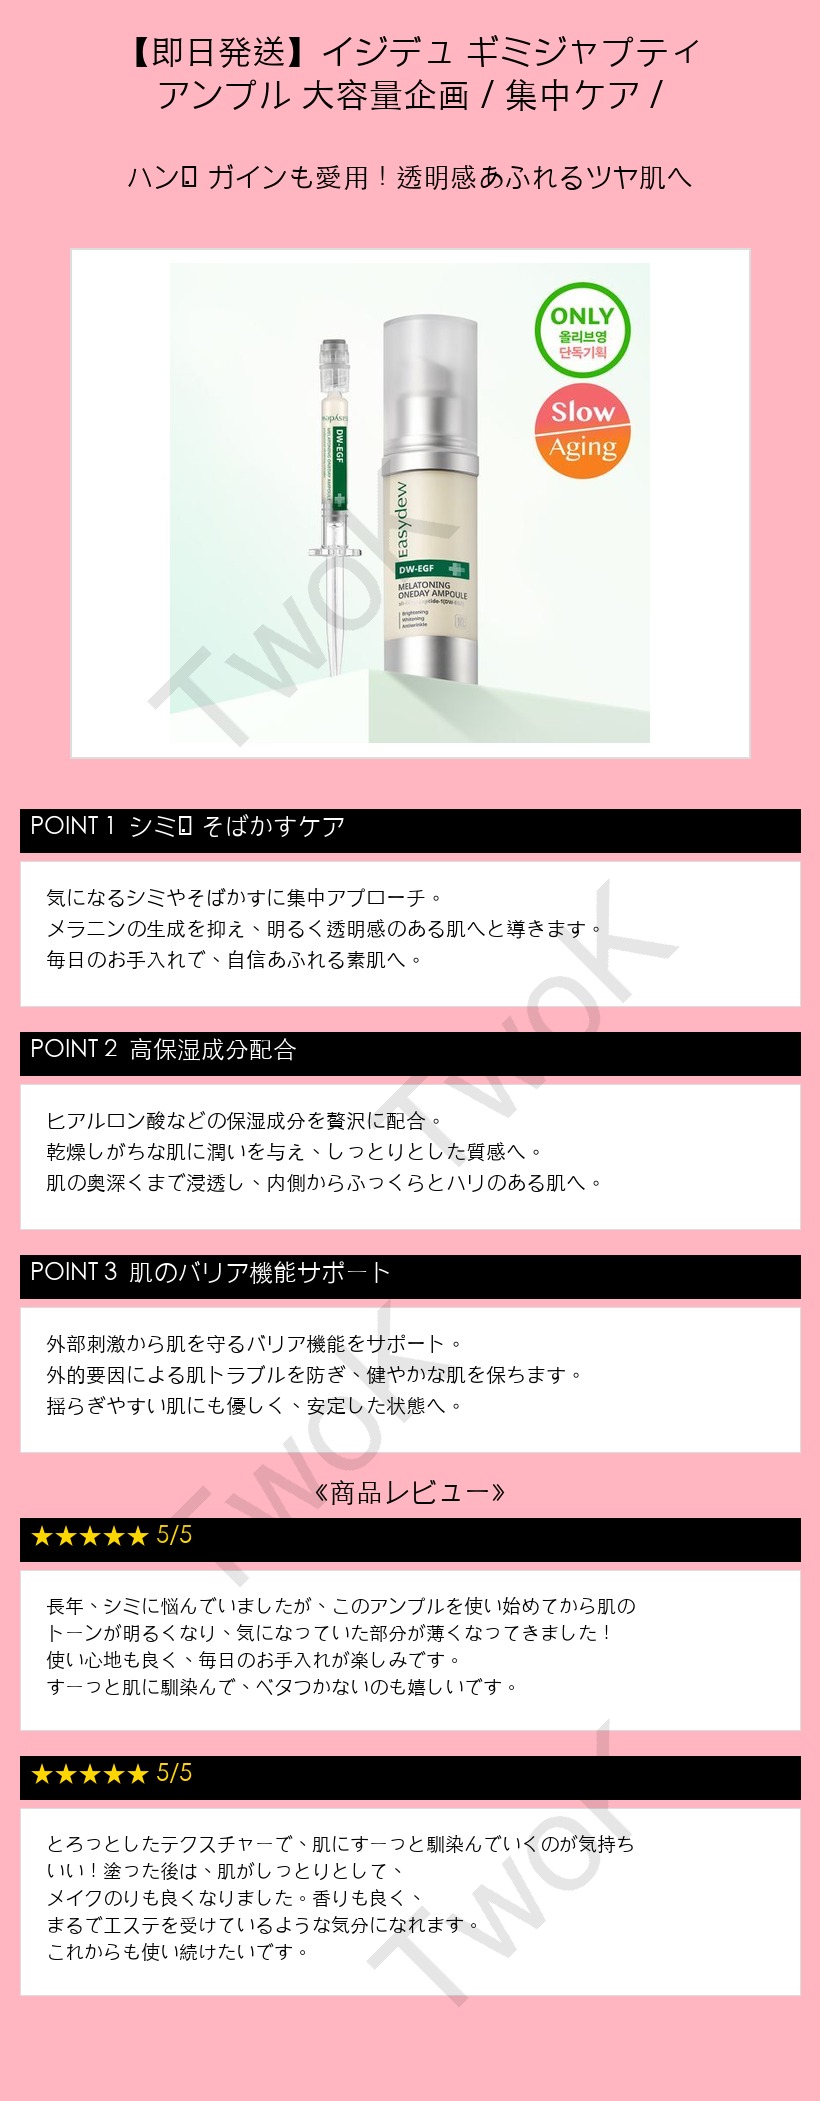 【即日発送】イジデュ ギミジャプティ
アンプル 大容量企画 / 集中ケア /
ハン･ ガインも愛用！透明感あふれるツヤ肌へ
ONLY
올리브영
단독기획
Slow
Aging
Easydew
DW-EGF
Easydew
DW-EGF
MELATONING
ONEDAY AMPOULE
Brightening
Whitening
Antiwrinkle
TwoK
POINT 1 シミ･ そばかすケア
気になるシミやそばかすに集中アプローチ。
メラニンの生成を抑え、明るく透明感のある肌へと導きます。
毎日のお手入れで、自信あふれる素肌へ。
TwoK
POINT 2 高保湿成分配合
ヒアルロン酸などの保湿成分を贅沢に配合。
乾燥しがちな肌に潤いを与え、しっとりとした質感へ。
肌の奥深くまで浸透し、内側からふっくらとハリのある肌へ。
POINT 3 肌のバリア機能サポート
外部刺激から肌を守るバリア機能をサポート。
外的要因による肌トラブルを防ぎ、健やかな肌を保ちます。
揺らぎやすい肌にも優しく、安定した状態へ。
TwoK
《商品レビュー》
★★★★★ 5/5
長年、シミに悩んでいましたが、このアンプルを使い始めてから肌の
トーンが明るくなり、気になっていた部分が薄くなってきました！
使い心地も良く、毎日のお手入れが楽しみです。
すーっと肌に馴染んで、ベタつかないのも嬉しいです。
★★★★★ 5/5
とろっとしたテクスチャーで、肌にすーっと馴染んでいくのが気持ち
いい！塗った後は、肌がしっとりとして、
メイクのりも良くなりました。香りも良く、
まるでエステを受けているような気分になれます。
これからも使い続けたいです。
TwoK